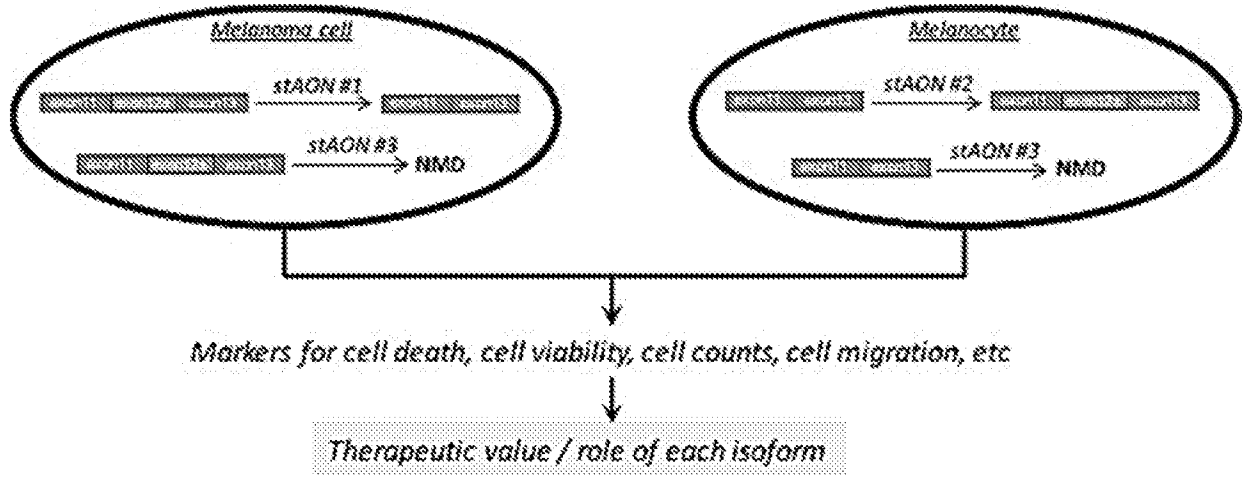 Melanoma cell
Melanocyte
stAON #1
stAON #2
stAON #3
NMD
stAON #3
NMD
Markers for cell death, cell viability, cell counts, cell migration, etc
Therapeutic value / role of each isoform